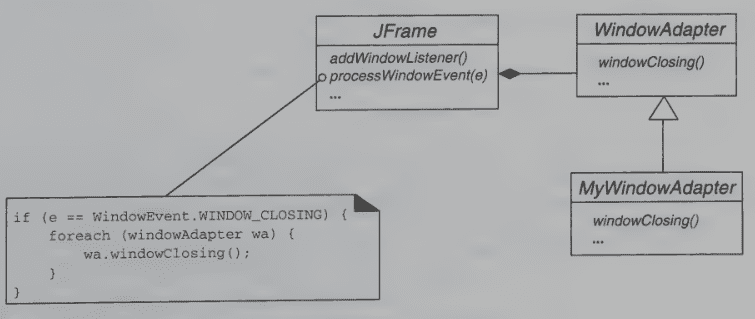 JFrame
addWindowListener()
processWindowEvent(e)
...
WindowAdapter
windowClosing()
...
MyWindowAdapter
windowClosing()
...
if (e == WindowEvent.WINDOW_CLOSING) {
foreach (windowAdapter wa) {
wa.windowClosing();
}
}